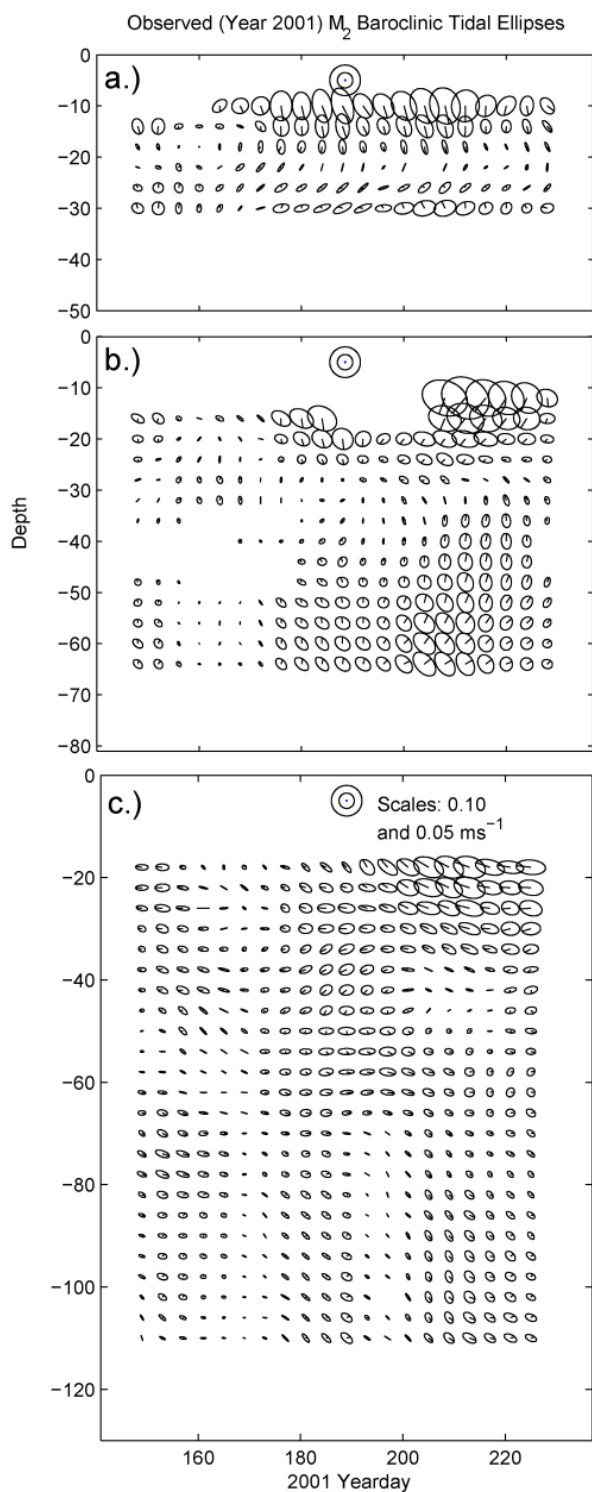 Observed (Year 2001) M₂ Baroclinic Tidal Ellipses
0
a.)
−10
−20
−30
−40
−50
0
b.)
−10
−20
−30
−40
−50
−60
−70
−80
Depth
0
c.)
Scales: 0.10
and 0.05 ms⁻¹
−20
−40
−60
−80
−100
−120
160 180 200 220
2001 Yearday